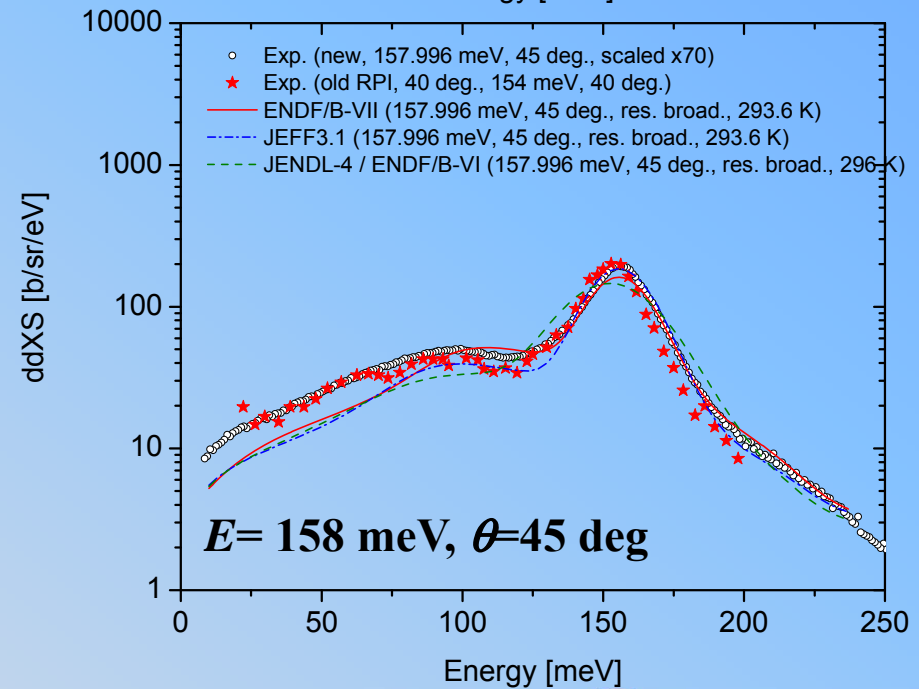 10000
1000
100
10
1
ddXS [b/sr/eV]
Exp. (new, 157.996 meV, 45 deg., scaled x70)
Exp. (old RPI, 40 deg., 154 meV, 40 deg.)
ENDF/B-VII (157.996 meV, 45 deg., res. broad., 293.6 K)
JEFF3.1 (157.996 meV, 45 deg., res. broad., 293.6 K)
JENDL-4 / ENDF/B-VI (157.996 meV, 45 deg., res. broad., 296 K)
E= 158 meV, θ=45 deg
0 50 100 150 200 250
Energy [meV]